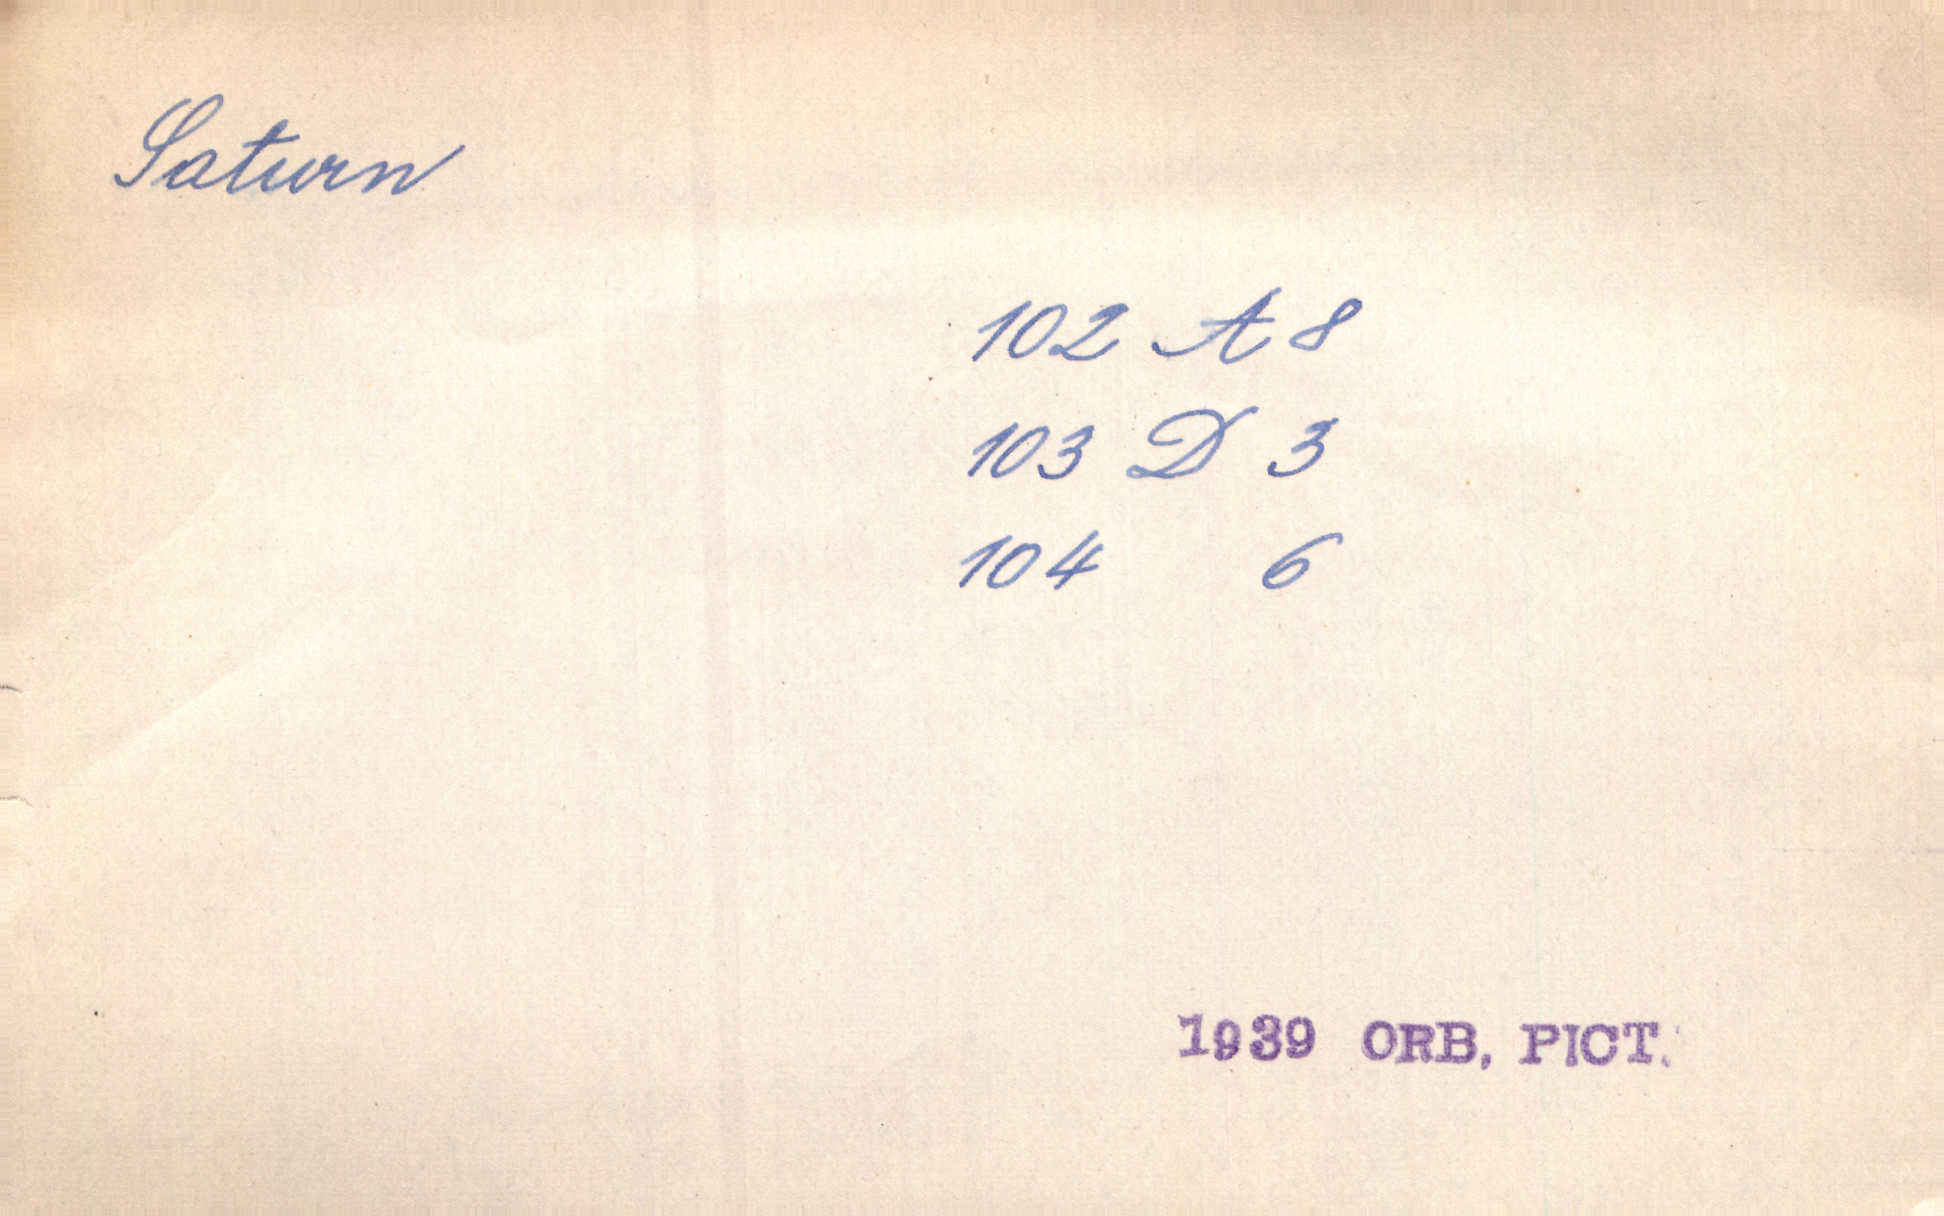 Saturn
102 A 8
103 D 3
104 6
1939 ORB, PICT.